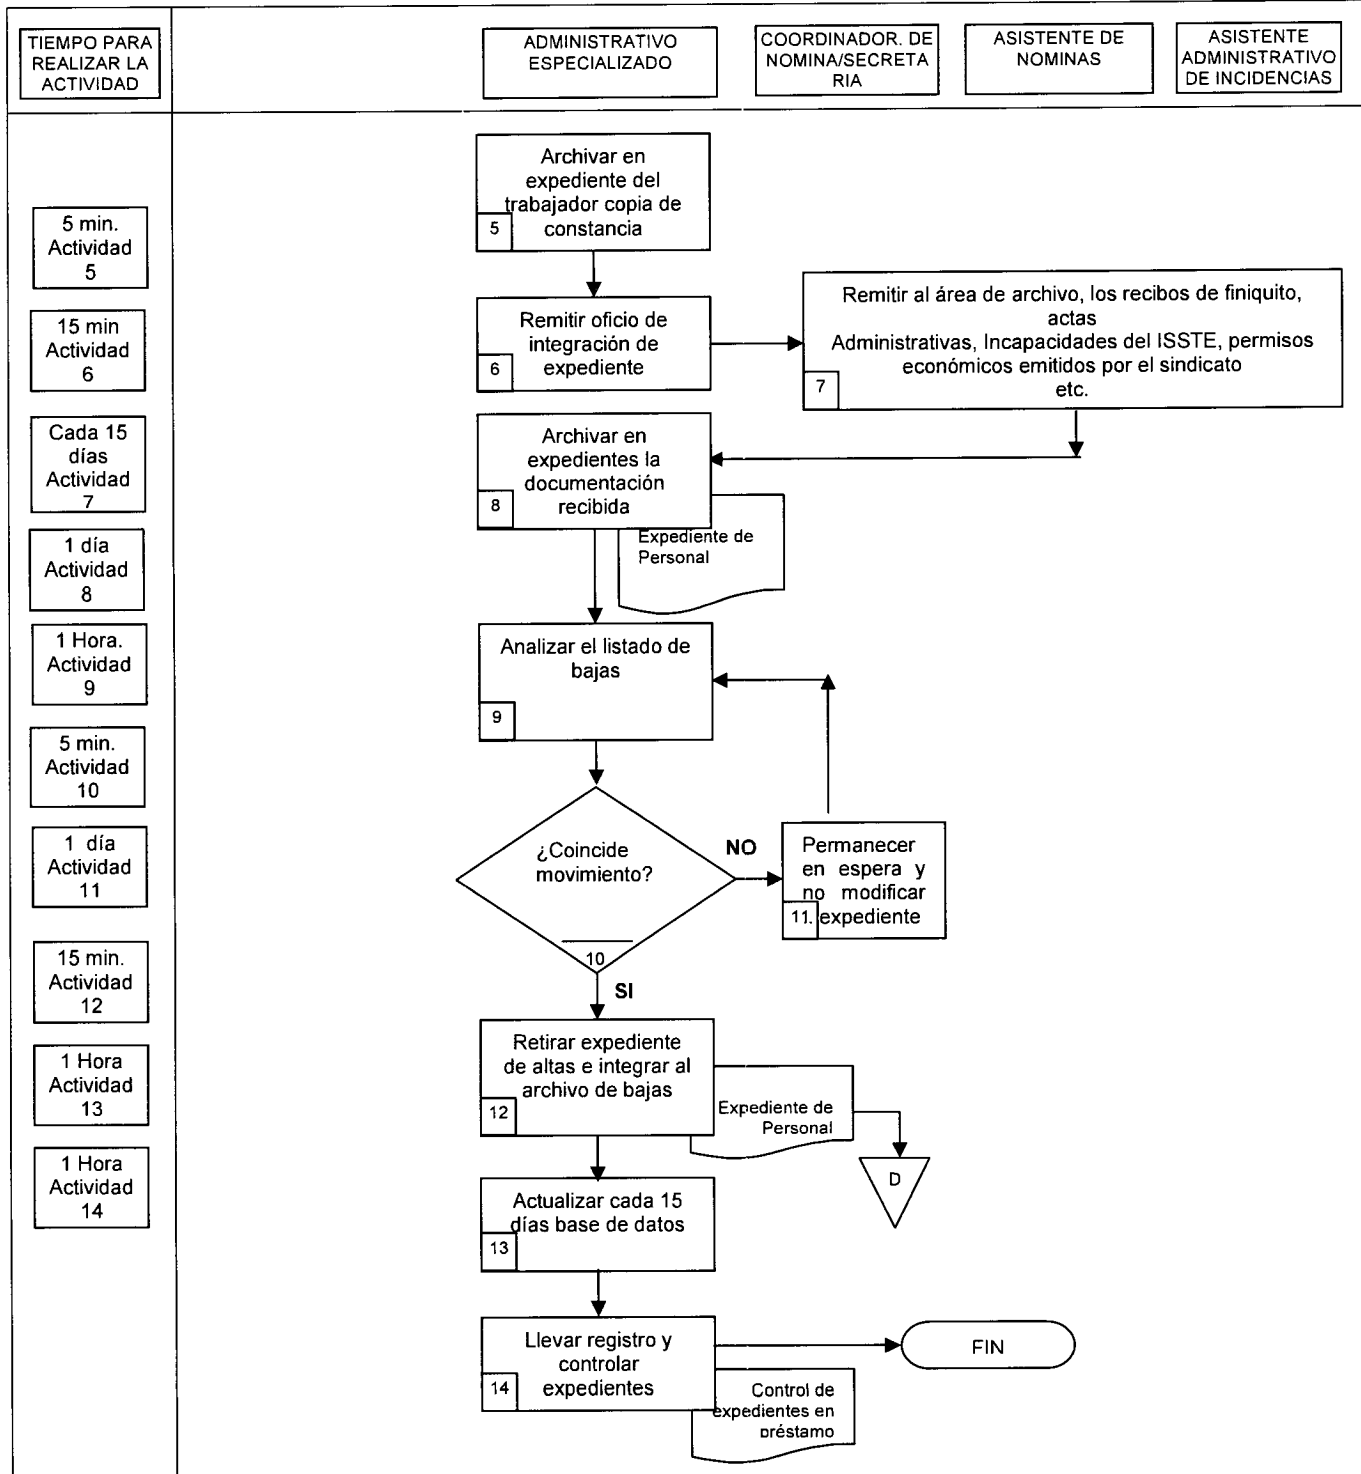 TIEMPO PARA
REALIZAR LA
ACTIVIDAD
ADMINISTRATIVO
ESPECIALIZADO
COORDINADOR. DE
NOMINA/SECRETA
RIA
ASISTENTE DE
NOMINAS
ASISTENTE
ADMINISTRATIVO
DE INCIDENCIAS
5 min.
Actividad
5
Archivar en
expediente del
trabajador copia de
constancia
5
15 min
Actividad
6
Remitir oficio de
integración de
expediente
6
Remitir al área de archivo, los recibos de finiquito,
actas
Administrativas, Incapacidades del ISSTE, permisos
económicos emitidos por el sindicato
etc.
7
Cada 15
días
Actividad
7
Archivar en
expedientes la
documentación
recibida
8
Expediente de
Personal
1 día
Actividad
8
1 Hora.
Actividad
9
Analizar el listado de
bajas
9
5 min.
Actividad
10
¿Coincide
movimiento?
10
NO
Permanecer
en espera y
no modificar
11. expediente
1 día
Actividad
11
SI
15 min.
Actividad
12
Retirar expediente
de altas e integrar al
archivo de bajas
12
Expediente de
Personal
D
1 Hora
Actividad
13
Actualizar cada 15
días base de datos
13
1 Hora
Actividad
14
Llevar registro y
controlar
expedientes
14
Control de
expedientes en
préstamo
FIN